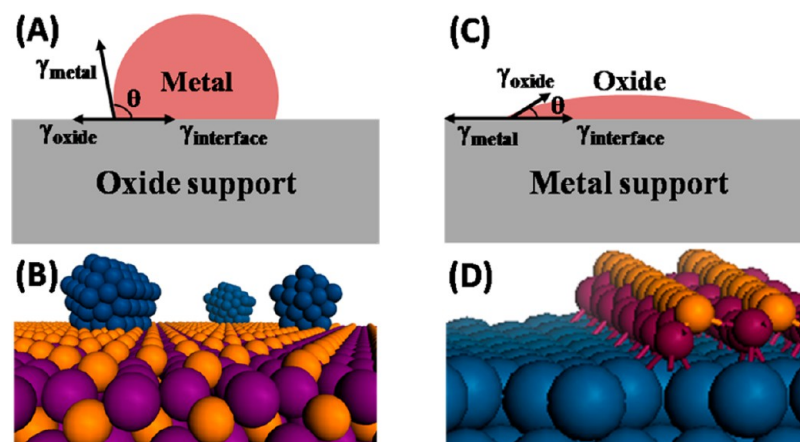 (A)
γmetal
Metal
θ
γoxide
γinterface
Oxide support
(B)
(C)
γoxide
Oxide
θ
γmetal
γinterface
Metal support
(D)